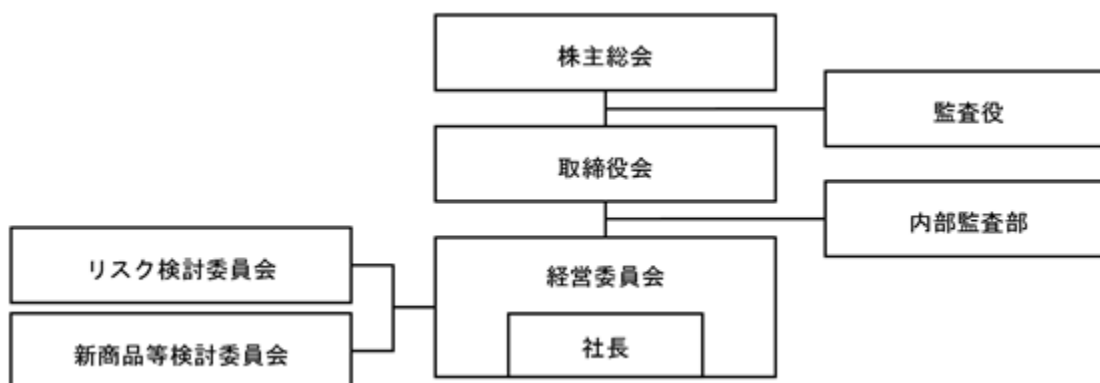 株主総会
監査役
取締役会
内部監査部
リスク検討委員会
経営委員会
新商品等検討委員会
社長